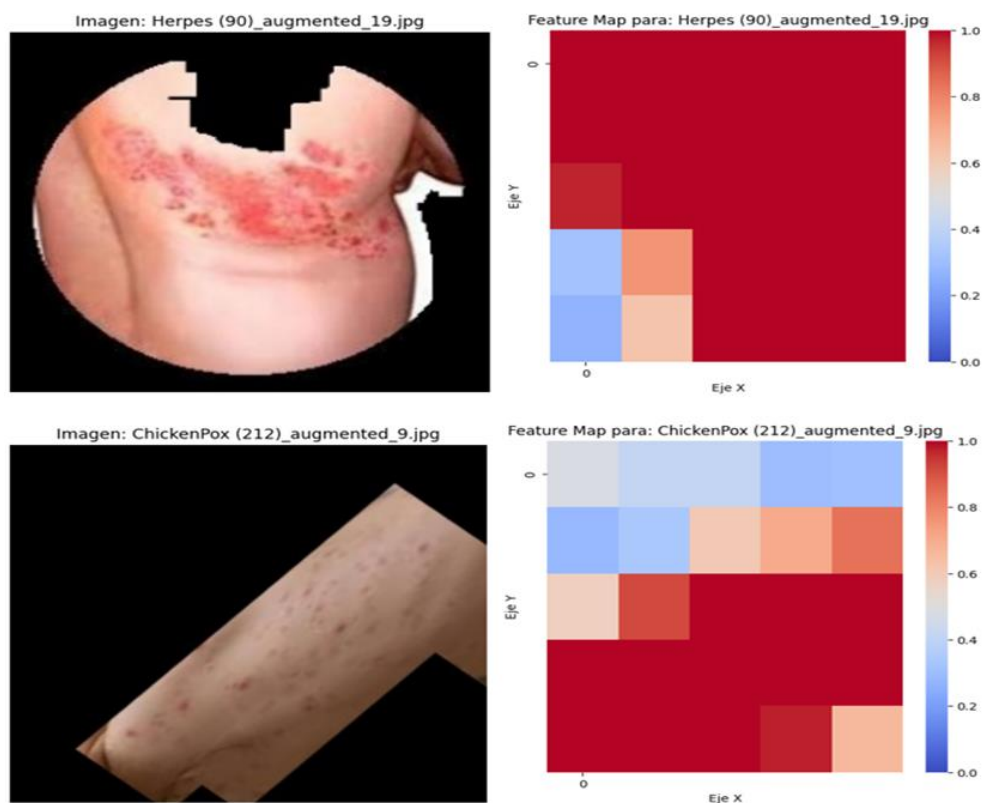 Imagen: Herpes (90)_augmented_19.jpg
Feature Map para: Herpes (90)_augmented_19.jpg
1.0
0.8
0.6
0.4
0.2
0.0
0
Eje Y
0
Eje X
Imagen: ChickenPox (212)_augmented_9.jpg
Feature Map para: ChickenPox (212)_augmented_9.jpg
1.0
0.8
0.6
0.4
0.2
0.0
0
Eje Y
0
Eje X